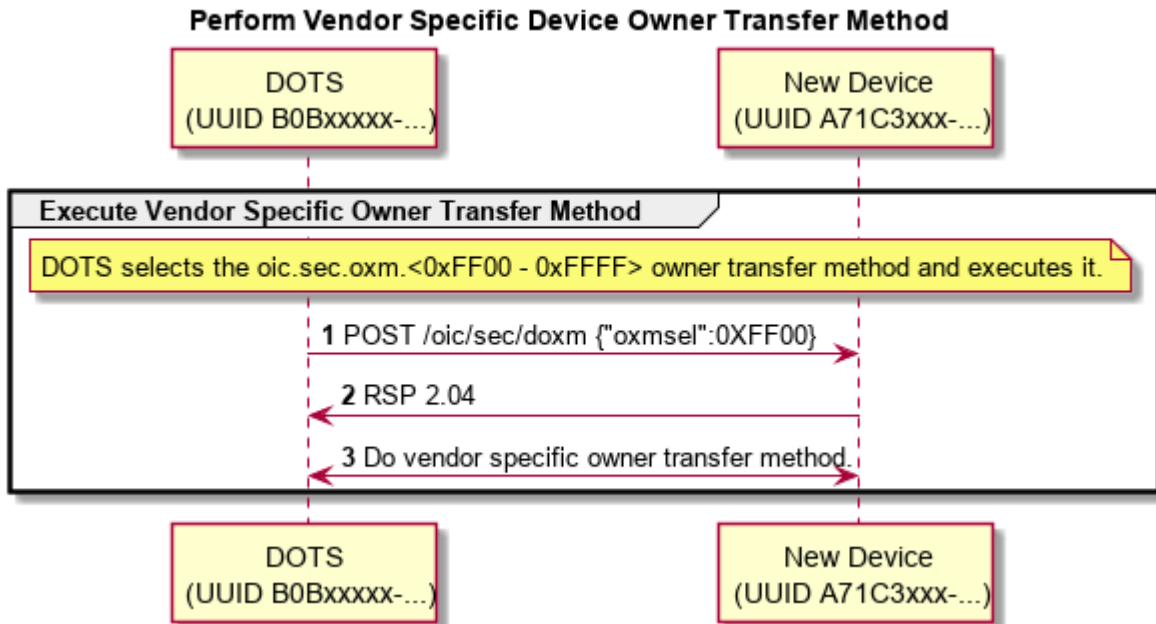 Perform Vendor Specific Device Owner Transfer Method
DOTS
(UUID B0Bxxxxx-...)
New Device
(UUID A71C3xxx-...)
Execute Vendor Specific Owner Transfer Method
DOTS selects the oic.sec.oxm.<0xFF00 - 0xFFFF> owner transfer method and executes it.
1 POST /oic/sec/doxm {"oxmsel":0XFF00}
2 RSP 2.04
3 Do vendor specific owner transfer method.
DOTS
(UUID B0Bxxxxx-...)
New Device
(UUID A71C3xxx-...)